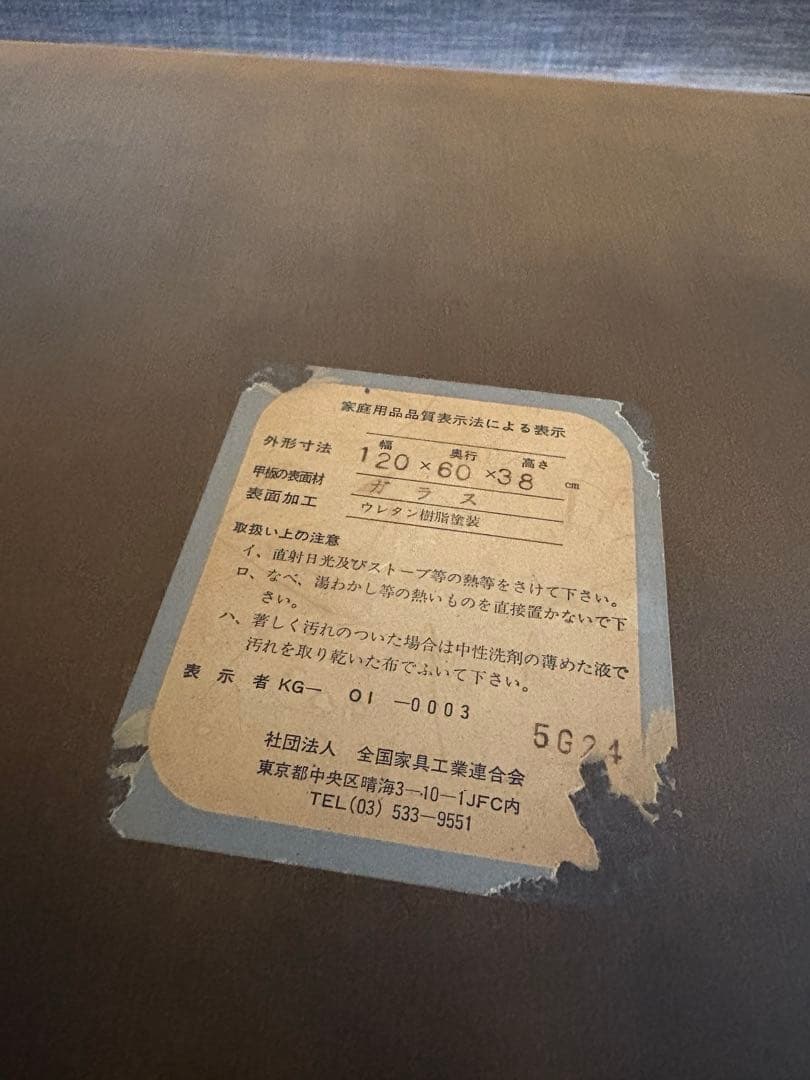 家庭用品品質表示法による表示
外形寸法 幅 奥行 高さ
120 × 60 × 38 cm
甲板の表面材 ガラス
表面加工 ウレタン樹脂塗装
取扱い上の注意
イ、直射日光及びストーブ等の熱等をさけて下さい。
ロ、なべ、湯わかし等の熱いものを直接置かないで下
さい。
ハ、著しく汚れのついた場合は中性洗剤の薄めた液で
汚れを取り乾いた布でふいて下さい。
表示者 KG— 01 —0003
5G24
社団法人 全国家具工業連合会
東京都中央区晴海3—10—1JFC内
TEL(03) 533—9551